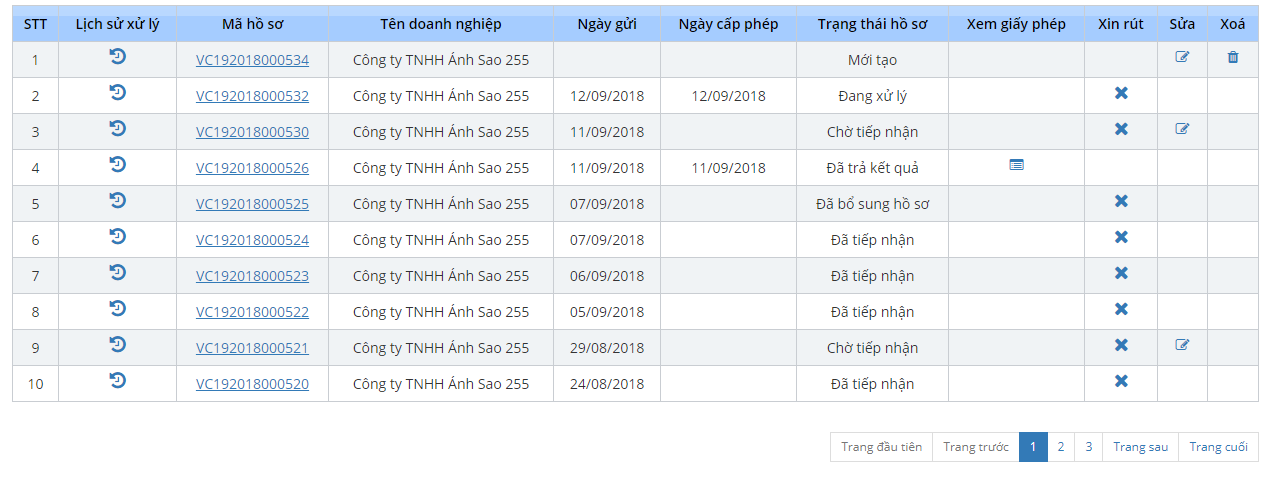 STT Lịch sử xử lý Mã hồ sơ Tên doanh nghiệp Ngày gửi Ngày cấp phép Trạng thái hồ sơ Xem giấy phép Xin rút Sửa Xoá
1 VC192018000534 Công ty TNHH Ánh Sao 255 Mới tạo
2 VC192018000532 Công ty TNHH Ánh Sao 255 12/09/2018 12/09/2018 Đang xử lý
3 VC192018000530 Công ty TNHH Ánh Sao 255 11/09/2018 Chờ tiếp nhận
4 VC192018000526 Công ty TNHH Ánh Sao 255 11/09/2018 11/09/2018 Đã trả kết quả
5 VC192018000525 Công ty TNHH Ánh Sao 255 07/09/2018 Đã bổ sung hồ sơ
6 VC192018000524 Công ty TNHH Ánh Sao 255 07/09/2018 Đã tiếp nhận
7 VC192018000523 Công ty TNHH Ánh Sao 255 06/09/2018 Đã tiếp nhận
8 VC192018000522 Công ty TNHH Ánh Sao 255 05/09/2018 Đã tiếp nhận
9 VC192018000521 Công ty TNHH Ánh Sao 255 29/08/2018 Chờ tiếp nhận
10 VC192018000520 Công ty TNHH Ánh Sao 255 24/08/2018 Đã tiếp nhận
Trang đầu tiên Trang trước 1 2 3 Trang sau Trang cuối